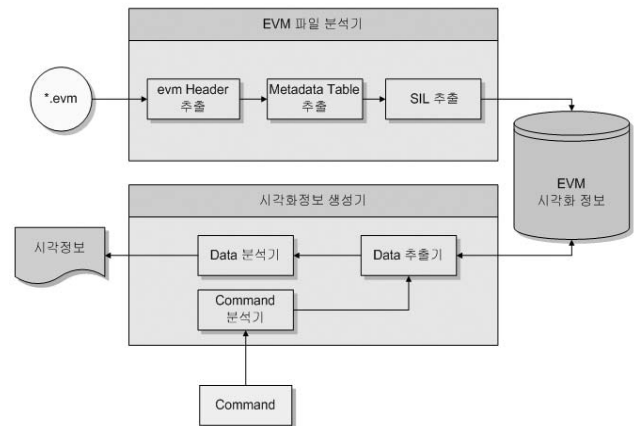 EVM 파일 분석기
*.evm
evm Header
추출
Metadata Table
추출
SIL 추출
EVM
시각화 정보
시각화정보 생성기
시각정보
Data 분석기
Data 추출기
Command
분석기
Command